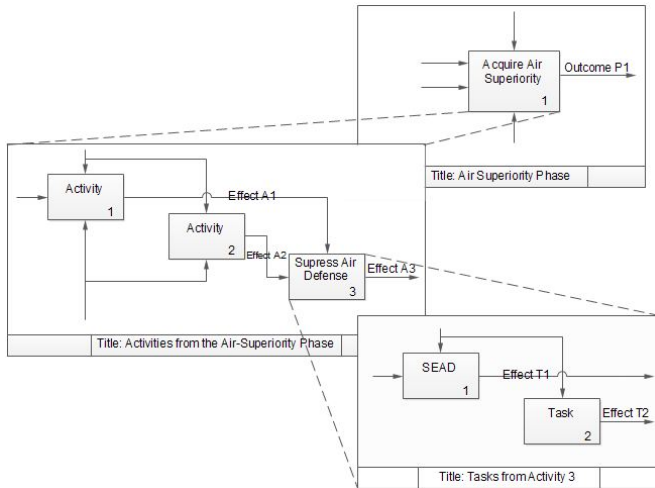 Acquire Air
Superiority
1
Outcome P1
Title: Air Superiority Phase
Activity
1
Effect A1
Activity
2
Effect A2
Supress Air
Defense
3
Effect A3
Title: Activities from the Air-Superiority Phase
SEAD
1
Effect T1
Task
2
Effect T2
Title: Tasks from Activity 3